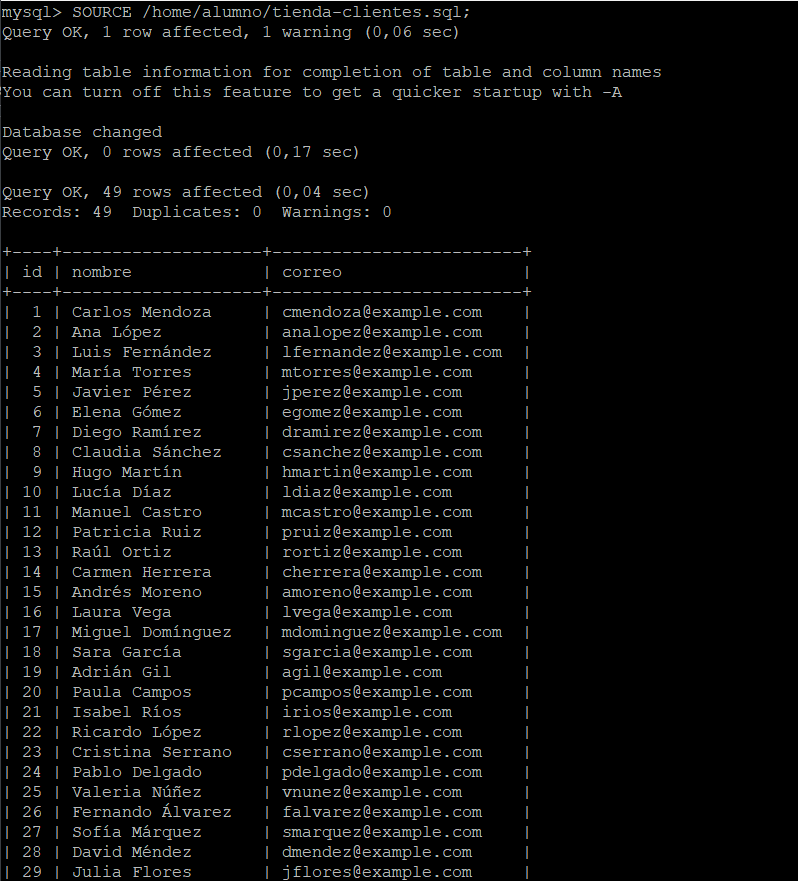 mysql> SOURCE /home/alumno/tienda-clientes.sql;
Query OK, 1 row affected, 1 warning (0,06 sec)

Reading table information for completion of table and column names
You can turn off this feature to get a quicker startup with -A

Database changed
Query OK, 0 rows affected (0,17 sec)

Query OK, 49 rows affected (0,04 sec)
Records: 49  Duplicates: 0  Warnings: 0

+----+--------------------+-------------------------+
| id | nombre             | correo                  |
+----+--------------------+-------------------------+
|  1 | Carlos Mendoza     | cmendoza@example.com    |
|  2 | Ana López          | analopez@example.com    |
|  3 | Luis Fernández     | lfernandez@example.com  |
|  4 | María Torres       | mtorres@example.com     |
|  5 | Javier Pérez       | jperez@example.com      |
|  6 | Elena Gómez        | egomez@example.com      |
|  7 | Diego Ramírez      | dramirez@example.com    |
|  8 | Claudia Sánchez    | csanchez@example.com    |
|  9 | Hugo Martín        | hmartin@example.com     |
| 10 | Lucía Díaz         | ldiaz@example.com       |
| 11 | Manuel Castro      | mcastro@example.com     |
| 12 | Patricia Ruiz      | pruiz@example.com       |
| 13 | Raúl Ortiz         | rortiz@example.com      |
| 14 | Carmen Herrera     | cherrera@example.com    |
| 15 | Andrés Moreno      | amoreno@example.com     |
| 16 | Laura Vega         | lvega@example.com       |
| 17 | Miguel Domínguez   | mdominguez@example.com  |
| 18 | Sara García        | sgarcia@example.com     |
| 19 | Adrián Gil         | agil@example.com        |
| 20 | Paula Campos       | pcampos@example.com     |
| 21 | Isabel Ríos        | irios@example.com       |
| 22 | Ricardo López      | rlopez@example.com      |
| 23 | Cristina Serrano   | cserrano@example.com    |
| 24 | Pablo Delgado      | pdelgado@example.com    |
| 25 | Valeria Núñez      | vnunez@example.com      |
| 26 | Fernando Álvarez   | falvarez@example.com    |
| 27 | Sofía Márquez      | smarquez@example.com    |
| 28 | David Méndez       | dmendez@example.com     |
| 29 | Julia Flores       | jflores@example.com     |